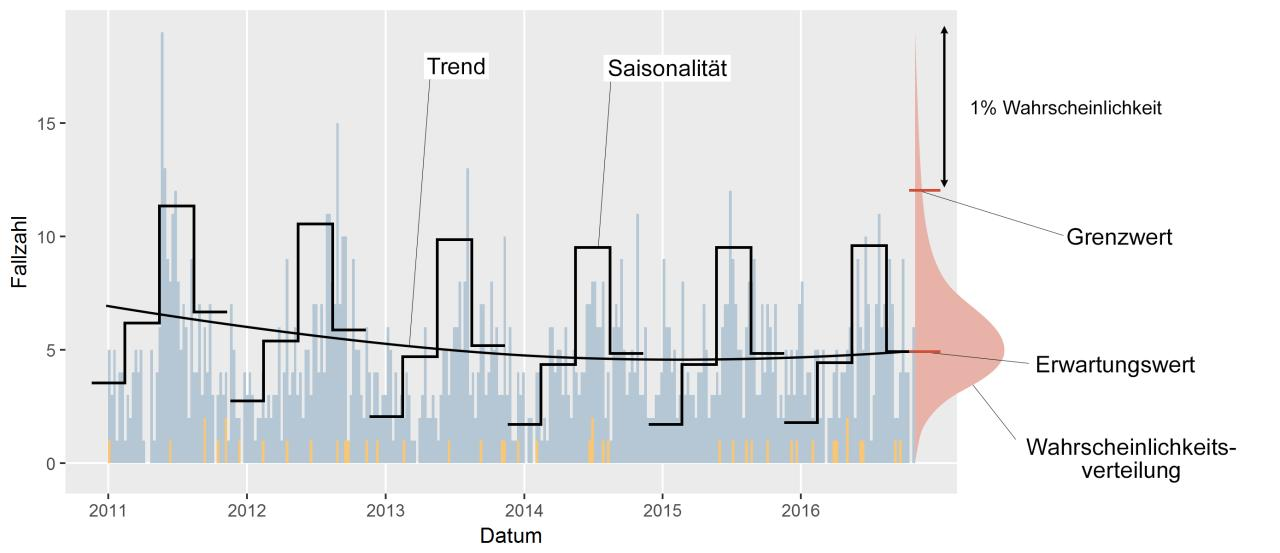 Trend
Saisonalität
1% Wahrscheinlichkeit
15
Grenzwert
10
Fallzahl
5
Erwartungswert
Wahrscheinlichkeits-
verteilung
0
2011 2012 2013 2014 2015 2016
Datum